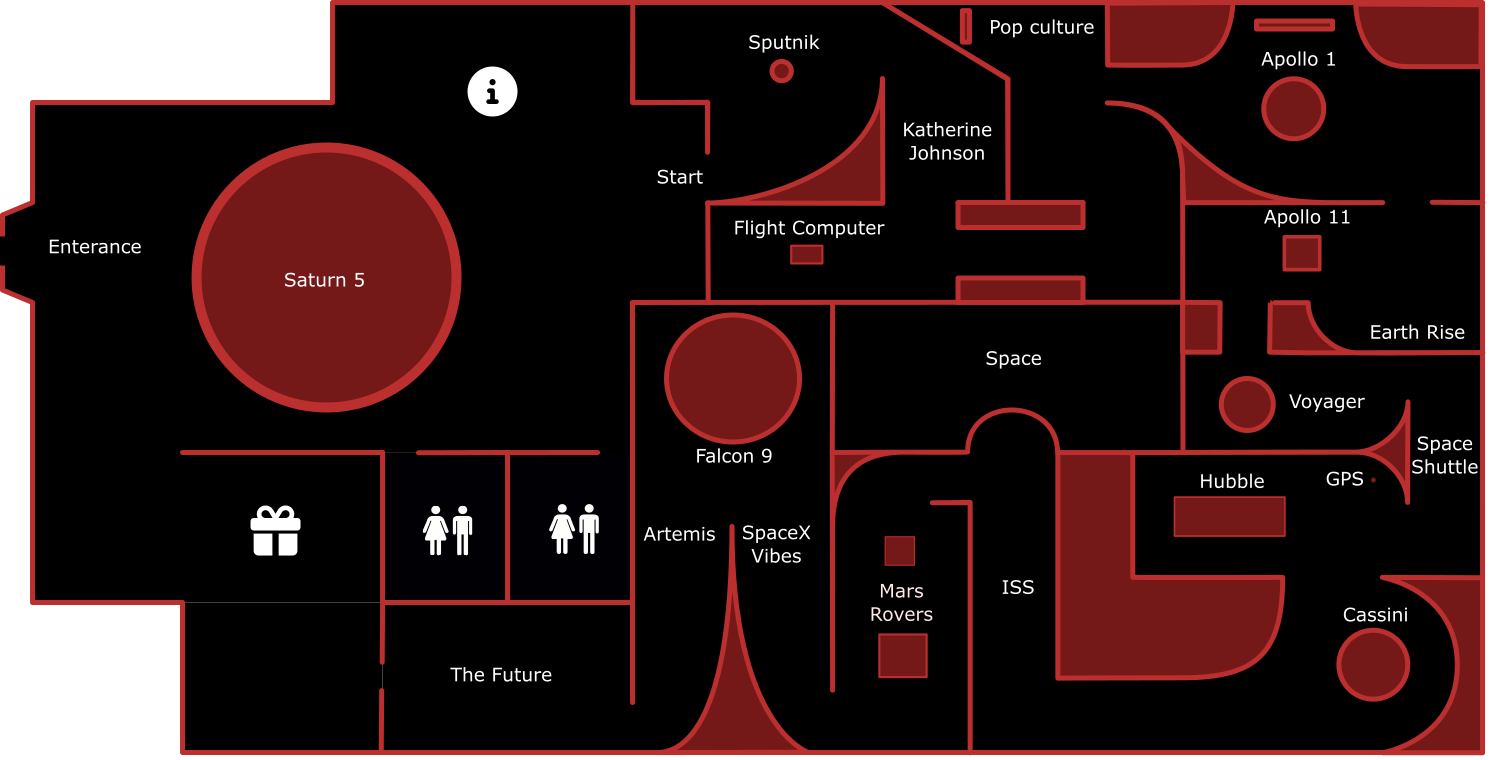 Pop culture
Sputnik
Apollo 1
Katherine
Johnson
Start
Apollo 11
Flight Computer
Enterance
Saturn 5
Earth Rise
Space
Voyager
Space
Shuttle
Falcon 9
GPS
Hubble
Artemis
SpaceX
Vibes
ISS
Mars
Rovers
Cassini
The Future